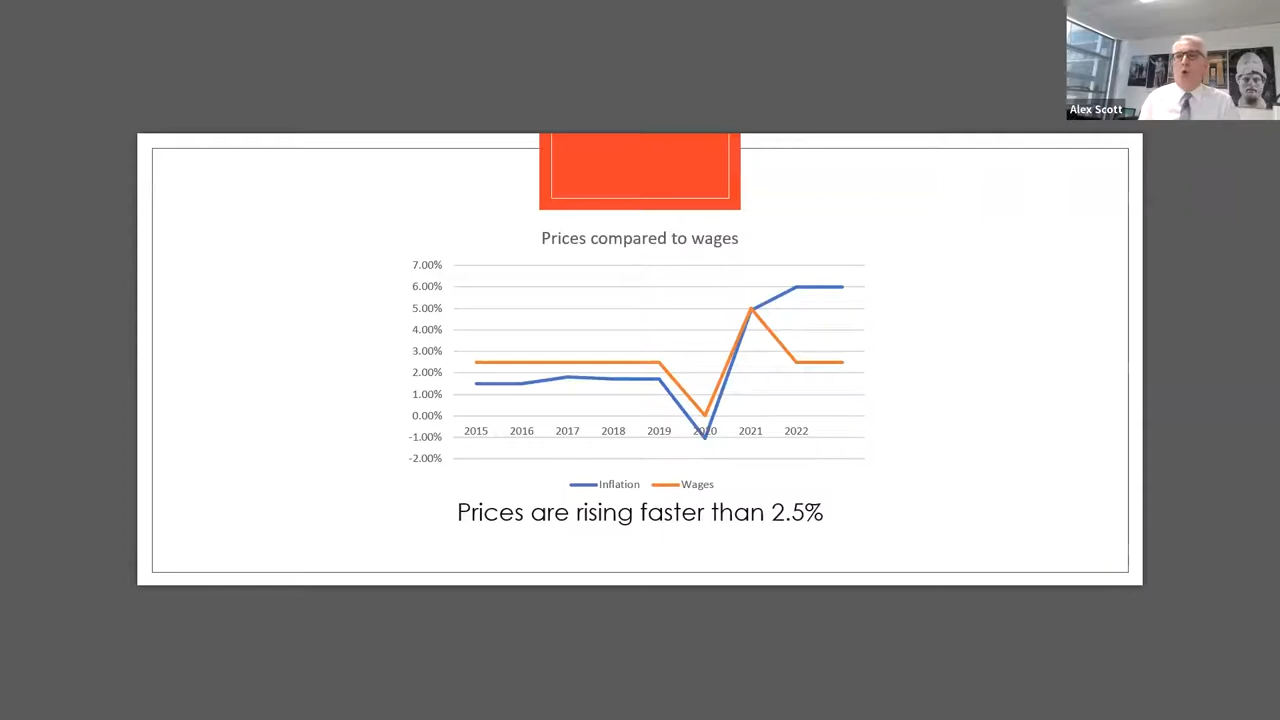 Alex Scott
Prices compared to wages
7.00%
6.00%
5.00%
4.00%
3.00%
2.00%
1.00%
0.00%
2015 2016 2017 2018 2019 2020 2021 2022
-1.00%
-2.00%
Inflation Wages
Prices are rising faster than 2.5%